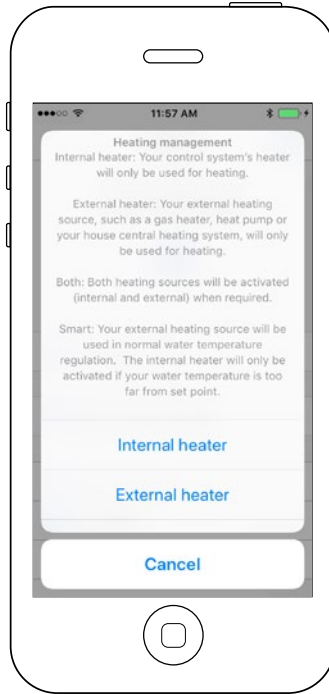 11:57 AM
Heating management
Internal heater: Your control system's heater
will only be used for heating.
External heater: Your external heating
source, such as a gas heater, heat pump or
your house central heating system, will only
be used for heating.
Both: Both heating sources will be activated
(internal and external) when required.
Smart: Your external heating source will be
used in normal water temperature
regulation. The internal heater will only be
activated if your water temperature is too
far from set point.
Internal heater
External heater
Cancel